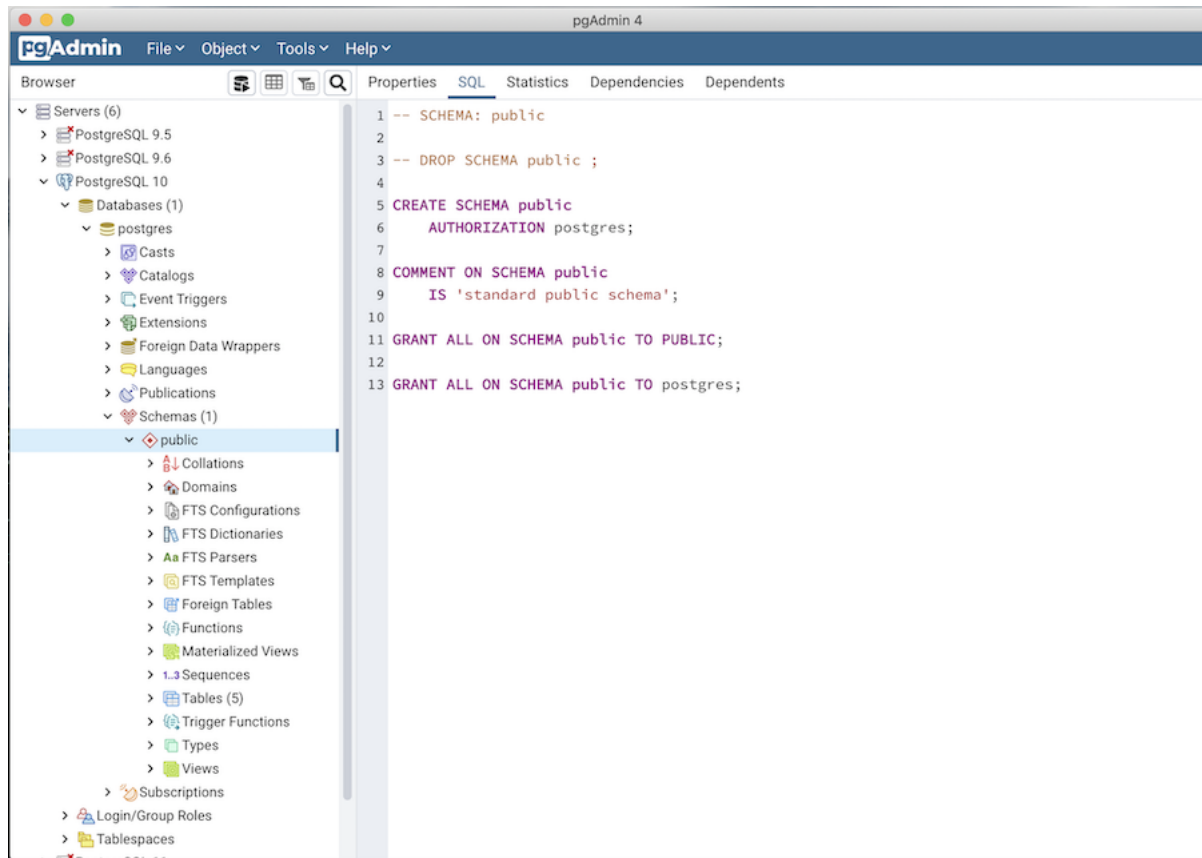 pgAdmin 4
pgAdmin File Object Tools Help
Browser
Properties SQL Statistics Dependencies Dependents
Servers (6)
PostgreSQL 9.5
PostgreSQL 9.6
PostgreSQL 10
Databases (1)
postgres
Casts
Catalogs
Event Triggers
Extensions
Foreign Data Wrappers
Languages
Publications
Schemas (1)
public
Collations
Domains
FTS Configurations
FTS Dictionaries
Aa FTS Parsers
FTS Templates
Foreign Tables
Functions
Materialized Views
1..3 Sequences
Tables (5)
Trigger Functions
Types
Views
Subscriptions
Login/Group Roles
Tablespaces
1 -- SCHEMA: public
2
3 -- DROP SCHEMA public ;
4
5 CREATE SCHEMA public
6 AUTHORIZATION postgres;
7
8 COMMENT ON SCHEMA public
9 IS 'standard public schema';
10
11 GRANT ALL ON SCHEMA public TO PUBLIC;
12
13 GRANT ALL ON SCHEMA public TO postgres;